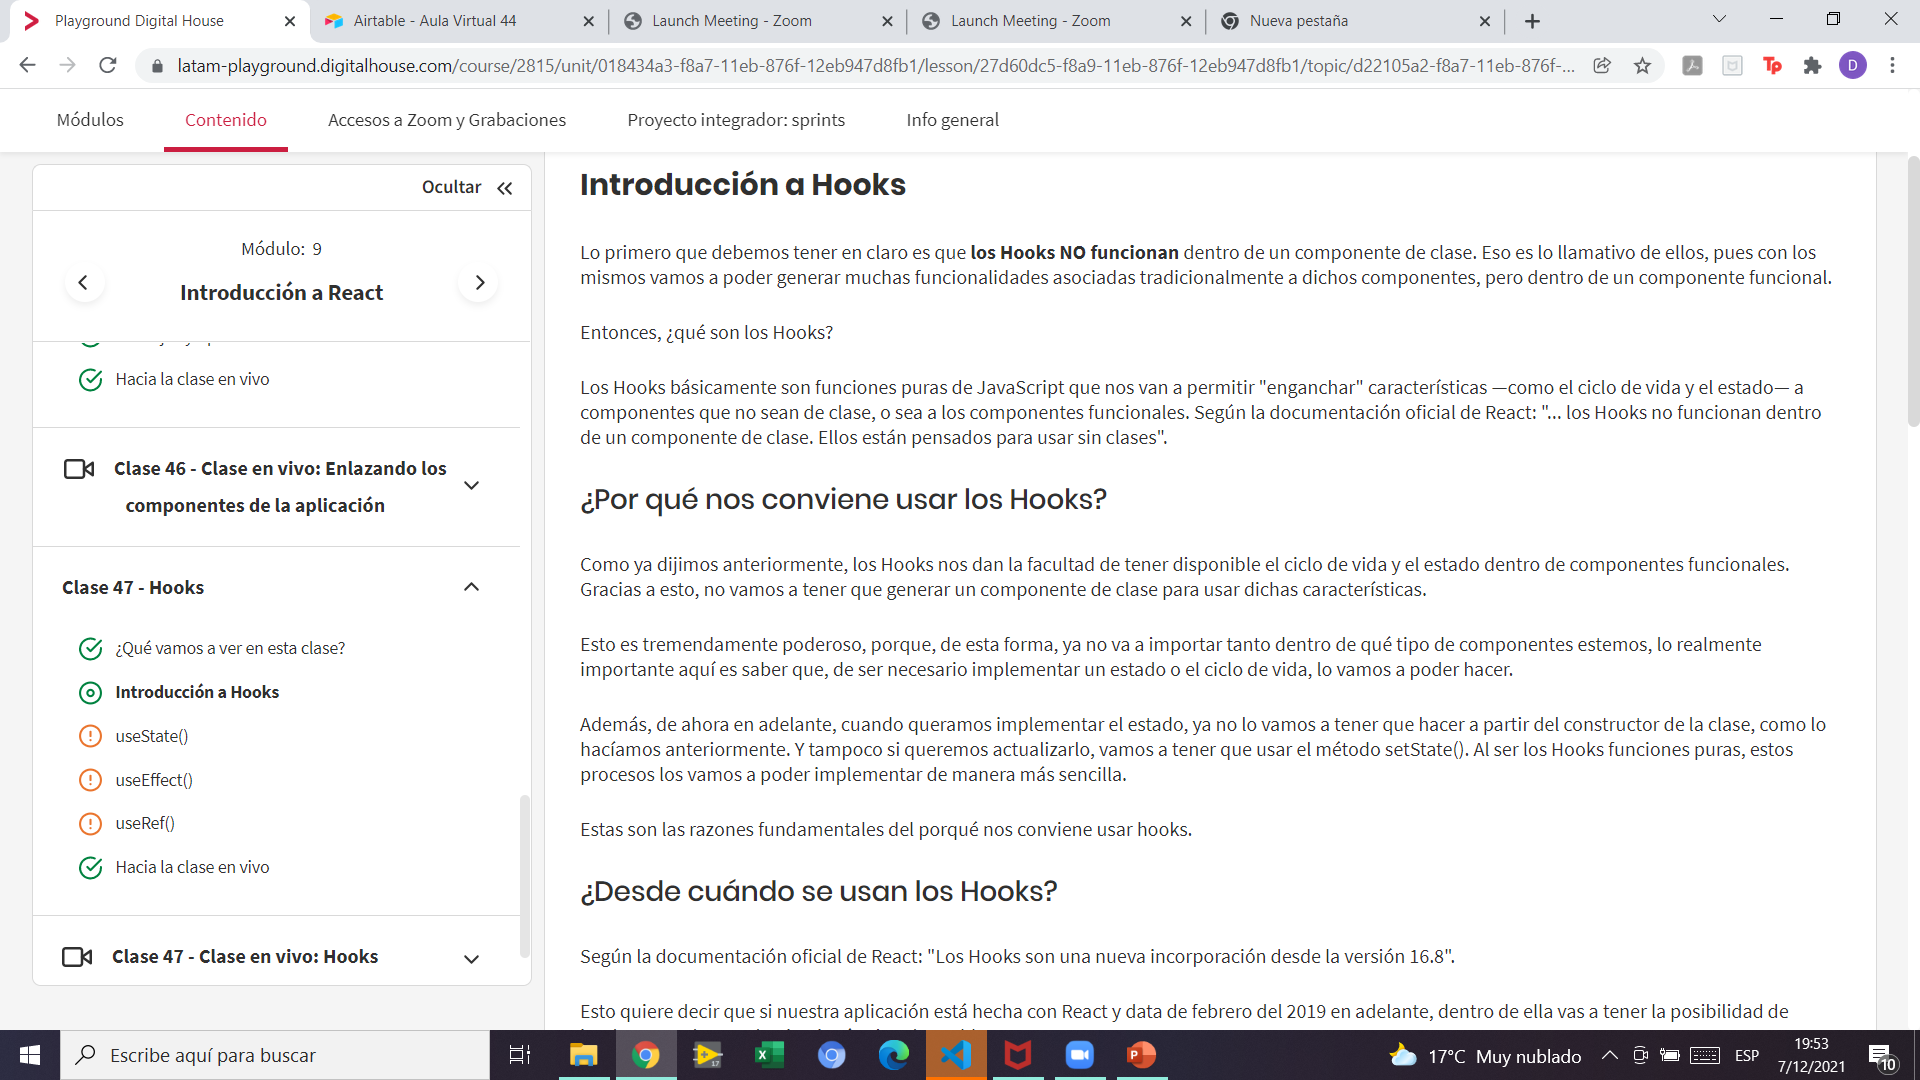 Playground Digital House
Airtable - Aula Virtual 44
Launch Meeting - Zoom
Launch Meeting - Zoom
Nueva pestaña
latam-playground.digitalhouse.com/course/2815/unit/018434a3-f8a7-11eb-876f-12eb947d8fb1/lesson/27d60dc5-f8a9-11eb-876f-12eb947d8fb1/topic/d22105a2-f8a7-11eb-876f-...
Tp
D
Módulos
Contenido
Accesos a Zoom y Grabaciones
Proyecto integrador: sprints
Info general
Ocultar
Módulo: 9
Introducción a React
Hacia la clase en vivo
Clase 46 - Clase en vivo: Enlazando los
componentes de la aplicación
Clase 47 - Hooks
¿Qué vamos a ver en esta clase?
Introducción a Hooks
useState()
useEffect()
useRef()
Hacia la clase en vivo
Clase 47 - Clase en vivo: Hooks
Introducción a Hooks
Lo primero que debemos tener en claro es que los Hooks NO funcionan dentro de un componente de clase. Eso es lo llamativo de ellos, pues con los
mismos vamos a poder generar muchas funcionalidades asociadas tradicionalmente a dichos componentes, pero dentro de un componente funcional.
Entonces, ¿qué son los Hooks?
Los Hooks básicamente son funciones puras de JavaScript que nos van a permitir "enganchar" características —como el ciclo de vida y el estado— a
componentes que no sean de clase, o sea a los componentes funcionales. Según la documentación oficial de React: "... los Hooks no funcionan dentro
de un componente de clase. Ellos están pensados para usar sin clases".
¿Por qué nos conviene usar los Hooks?
Como ya dijimos anteriormente, los Hooks nos dan la facultad de tener disponible el ciclo de vida y el estado dentro de componentes funcionales.
Gracias a esto, no vamos a tener que generar un componente de clase para usar dichas características.
Esto es tremendamente poderoso, porque, de esta forma, ya no va a importar tanto dentro de qué tipo de componentes estemos, lo realmente
importante aquí es saber que, de ser necesario implementar un estado o el ciclo de vida, lo vamos a poder hacer.
Además, de ahora en adelante, cuando queramos implementar el estado, ya no lo vamos a tener que hacer a partir del constructor de la clase, como lo
hacíamos anteriormente. Y tampoco si queremos actualizarlo, vamos a tener que usar el método setState(). Al ser los Hooks funciones puras, estos
procesos los vamos a poder implementar de manera más sencilla.
Estas son las razones fundamentales del porqué nos conviene usar hooks.
¿Desde cuándo se usan los Hooks?
Según la documentación oficial de React: "Los Hooks son una nueva incorporación desde la versión 16.8".
Esto quiere decir que si nuestra aplicación está hecha con React y data de febrero del 2019 en adelante, dentro de ella vas a tener la posibilidad de
Escribe aquí para buscar
17
17°C Muy nublado
ESP
19:53
7/12/2021
10